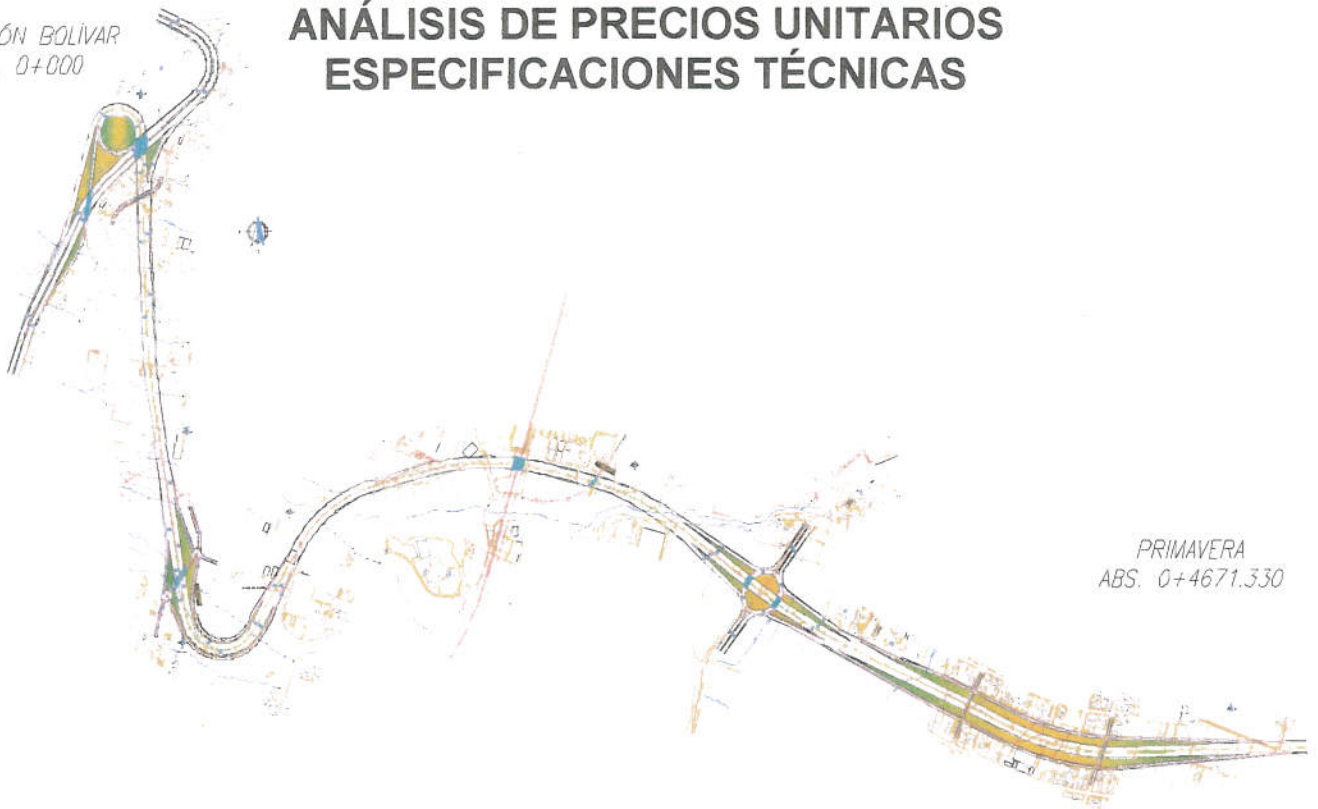 ANÁLISIS DE PRECIOS UNITARIOS
ESPECIFICACIONES TÉCNICAS
ÓN BOLÍVAR
0+000
PRIMAVERA
ABS. 0+4671.330